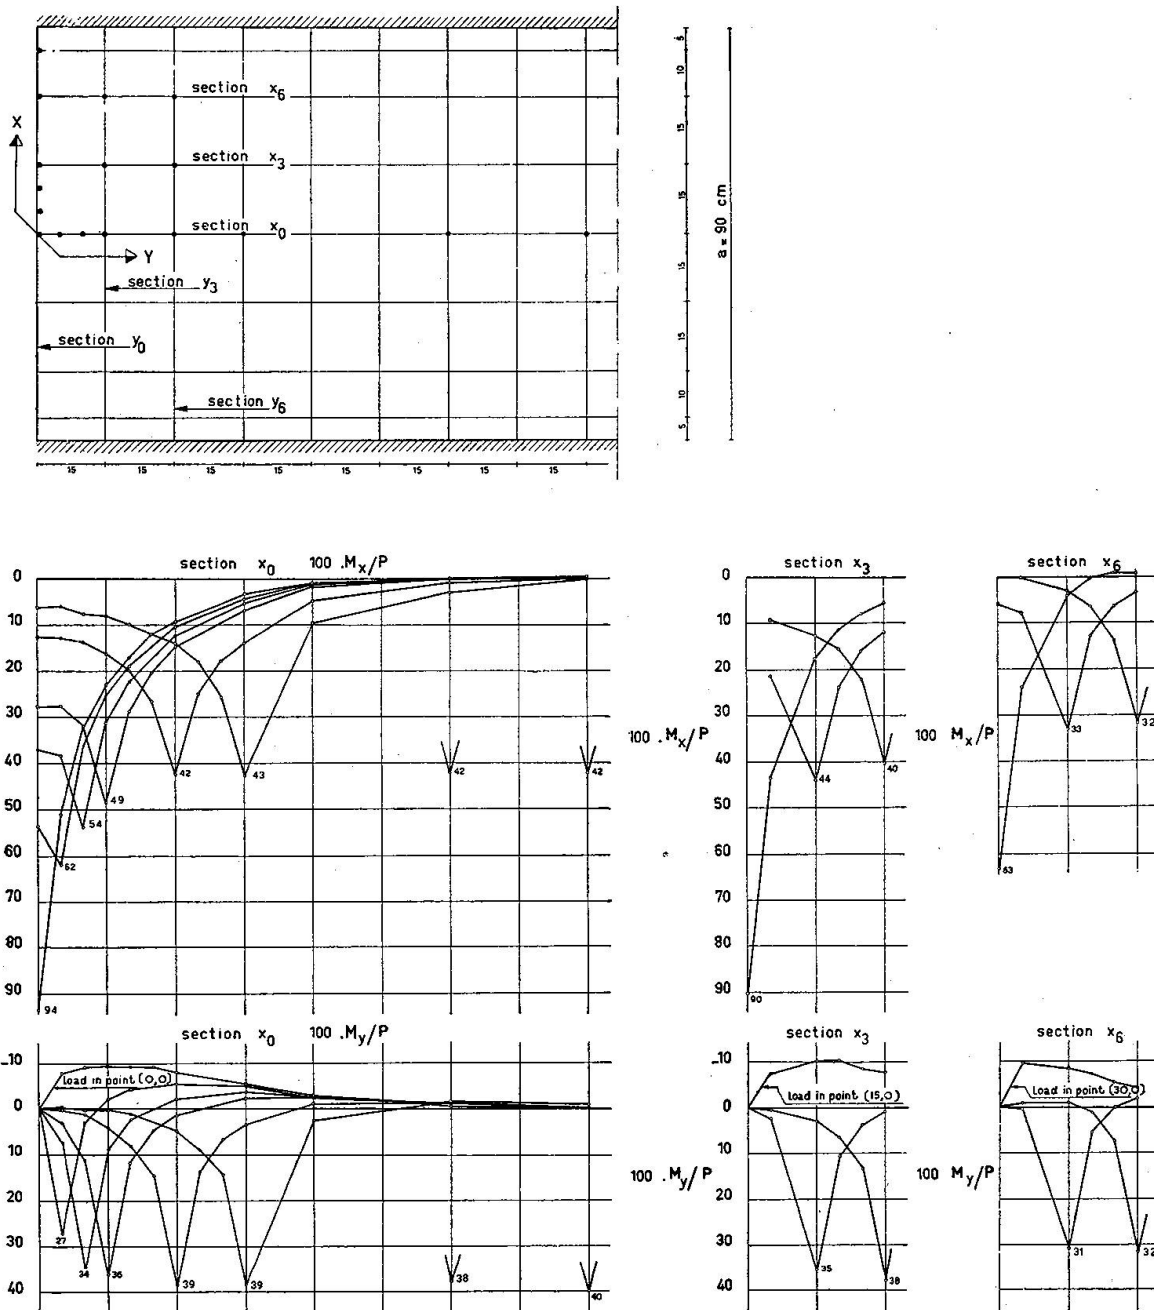 section x6
X
section x3
section x0
Y
section y3
section y0
section y6
15 15 15 15 15 15 15 15
5
10
15
15
15
15
10
5
a = 90 cm
section x0 100 .Mx/P
0
10
20
30
40
50
60
70
80
90
42
43
42
42
49
54
62
94
section x3
100 .Mx/P
0
10
20
30
40
50
60
70
80
90
44
40
90
section x6
100 Mx/P
33
32
63
section x0 100 .My/P
-10
0
10
20
30
40
load in point (0,0)
27
34
36
39
39
38
40
section x3
100 .My/P
-10
0
10
20
30
40
load in point (15,0)
35
38
section x6
100 My/P
load in point (30,0)
31
32